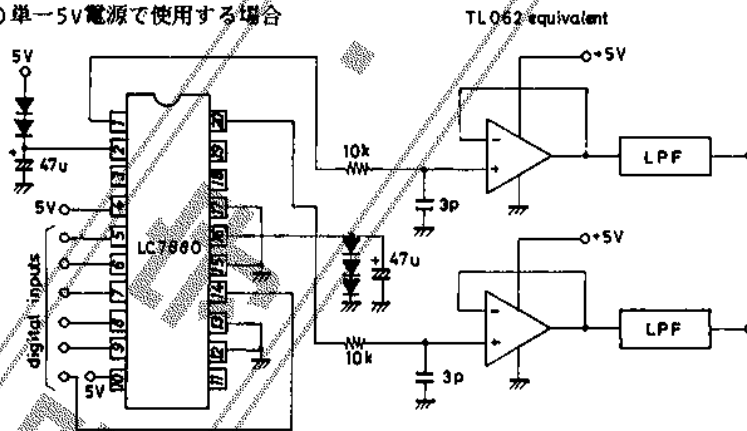 )単一5V電源で使用する場合
TL062 equivalent
5V
+5V
1
20
2
19
+
47u
3
18
10k
-
+
LPF
5V
4
17
3p
LC7880
5
16
+
47u
digital inputs
6
15
+5V
7
14
8
13
-
+
LPF
9
12
10k
10
11
5V
3p